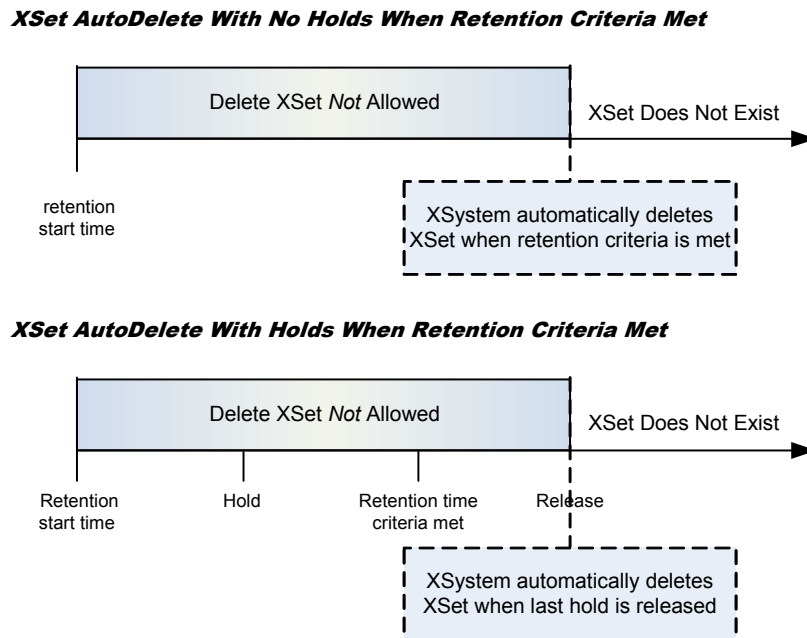 XSet AutoDelete With No Holds When Retention Criteria Met
Delete XSet Not Allowed
XSet Does Not Exist
retention
start time
XSystem automatically deletes
XSet when retention criteria is met
XSet AutoDelete With Holds When Retention Criteria Met
Delete XSet Not Allowed
XSet Does Not Exist
Retention
start time
Hold
Retention time
criteria met
Release
XSystem automatically deletes
XSet when last hold is released